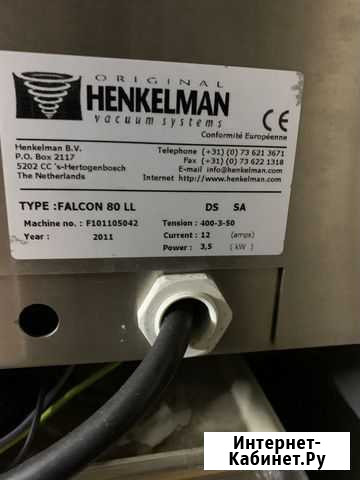 ORIGINAL
HENKELMAN
vacuum systems
CE
Conformité Européenne
Henkelman B.V.
P.O. Box 2117
5202 CC 's-Hertogenbosch
The Netherlands
Telephone (+31) (0) 73 621 3671
Fax (+31) (0) 73 622 1318
E-mail info@henkelman.com
Internet http://www.henkelman.com
TYPE :FALCON 80 LL DS SA
Machine no. : F101105042 Tension : 400-3-50
Year : 2011 Current : 12 (amps)
Power : 3,5 ( kW )
Интернет-
Кабинет.Ру